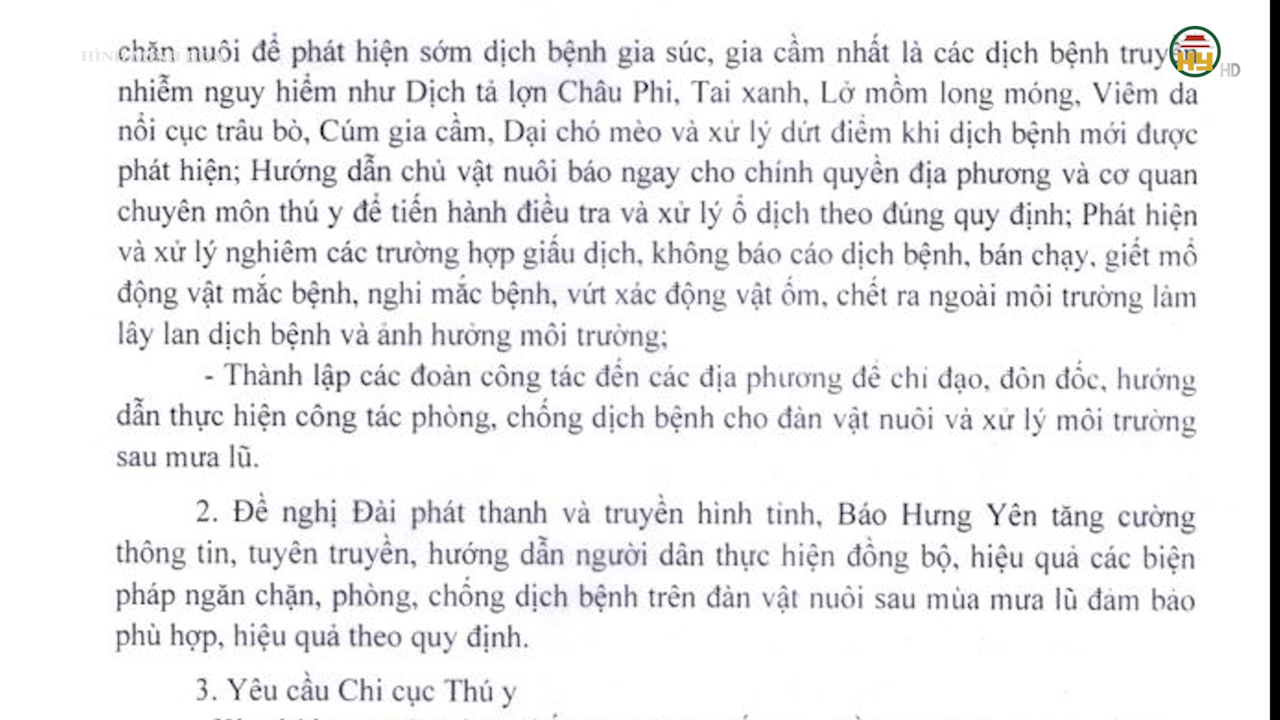 chăn nuôi để phát hiện sớm dịch bệnh gia súc, gia cầm nhất là các dịch bệnh truyền
HY HD
nhiễm nguy hiểm như Dịch tả lợn Châu Phi, Tai xanh, Lở mồm long móng, Viêm da
nổi cục trâu bò, Cúm gia cầm, Dại chó mèo và xử lý dứt điểm khi dịch bệnh mới được
phát hiện; Hướng dẫn chủ vật nuôi báo ngay cho chính quyền địa phương và cơ quan
chuyên môn thú y để tiến hành điều tra và xử lý ổ dịch theo đúng quy định; Phát hiện
và xử lý nghiêm các trường hợp giấu dịch, không báo cáo dịch bệnh, bán chạy, giết mổ
động vật mắc bệnh, nghi mắc bệnh, vứt xác động vật ốm, chết ra ngoài môi trường làm
lây lan dịch bệnh và ảnh hưởng môi trường;
- Thành lập các đoàn công tác đến các địa phương để chỉ đạo, đôn đốc, hướng
dẫn thực hiện công tác phòng, chống dịch bệnh cho đàn vật nuôi và xử lý môi trường
sau mưa lũ.
2. Đề nghị Đài phát thanh và truyền hình tỉnh, Báo Hưng Yên tăng cường
thông tin, tuyên truyền, hướng dẫn người dân thực hiện đồng bộ, hiệu quả các biện
pháp ngăn chặn, phòng, chống dịch bệnh trên đàn vật nuôi sau mùa mưa lũ đảm bảo
phù hợp, hiệu quả theo quy định.
3. Yêu cầu Chi cục Thú y